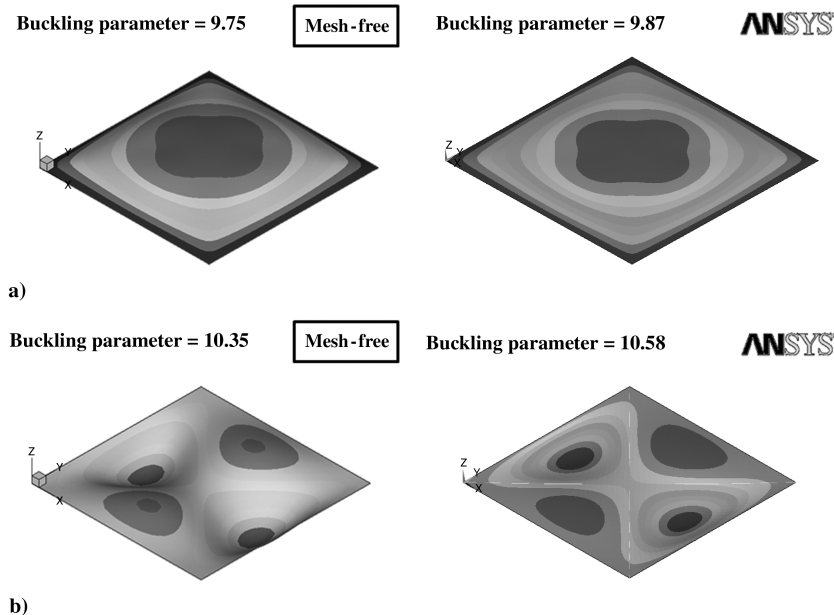 Buckling parameter = 9.75
Mesh-free
Buckling parameter = 9.87
ANSYS
Z
Y
X
Z
Y
X
a)
Buckling parameter = 10.35
Mesh-free
Buckling parameter = 10.58
ANSYS
Z
Y
X
Z
Y
X
b)